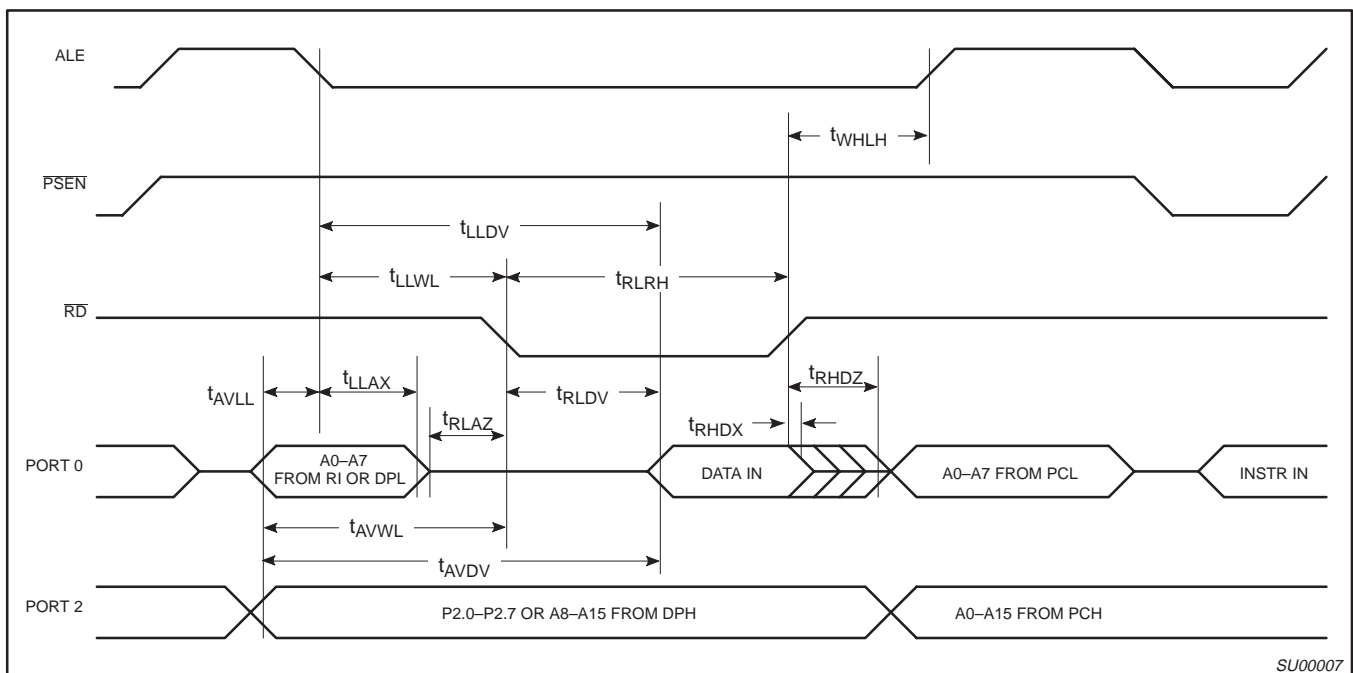 ALE
tWHLH
PSEN
tLLDV
tLLWL
tRLRH
RD
tAVLL
tLLAX
tRLAZ
tRLDV
tRHDZ
tRHDX
PORT 0
A0–A7
FROM RI OR DPL
DATA IN
A0–A7 FROM PCL
INSTR IN
tAVWL
tAVDV
PORT 2
P2.0–P2.7 OR A8–A15 FROM DPH
A0–A15 FROM PCH
SU00007